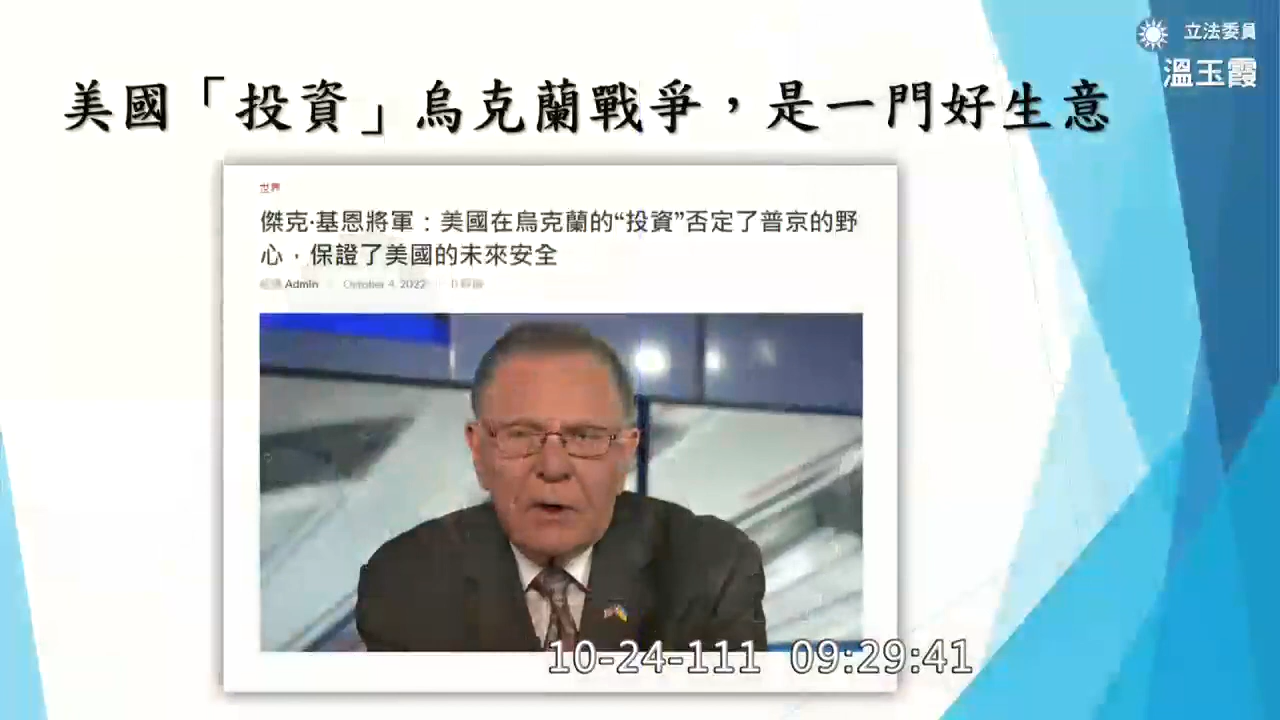 立法委員
溫玉霞
美國「投資」烏克蘭戰爭，是一門好生意
世界
傑克·基恩將軍：美國在烏克蘭的“投資”否定了普京的野
心，保證了美國的未來安全
Admin October 4, 2022
10-24-111 09:29:41